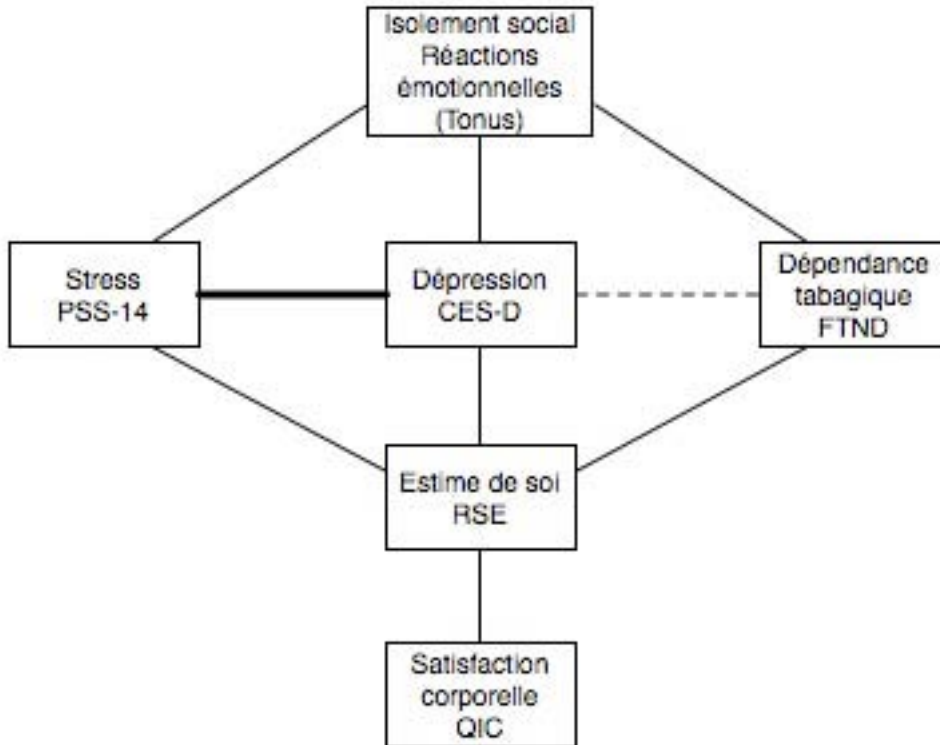 Isolement social
Réactions
émotionnelles
(Tonus)
Stress
PSS-14
Dépression
CES-D
Dépendance
tabagique
FTND
Estime de soi
RSE
Satisfaction
corporelle
QIC